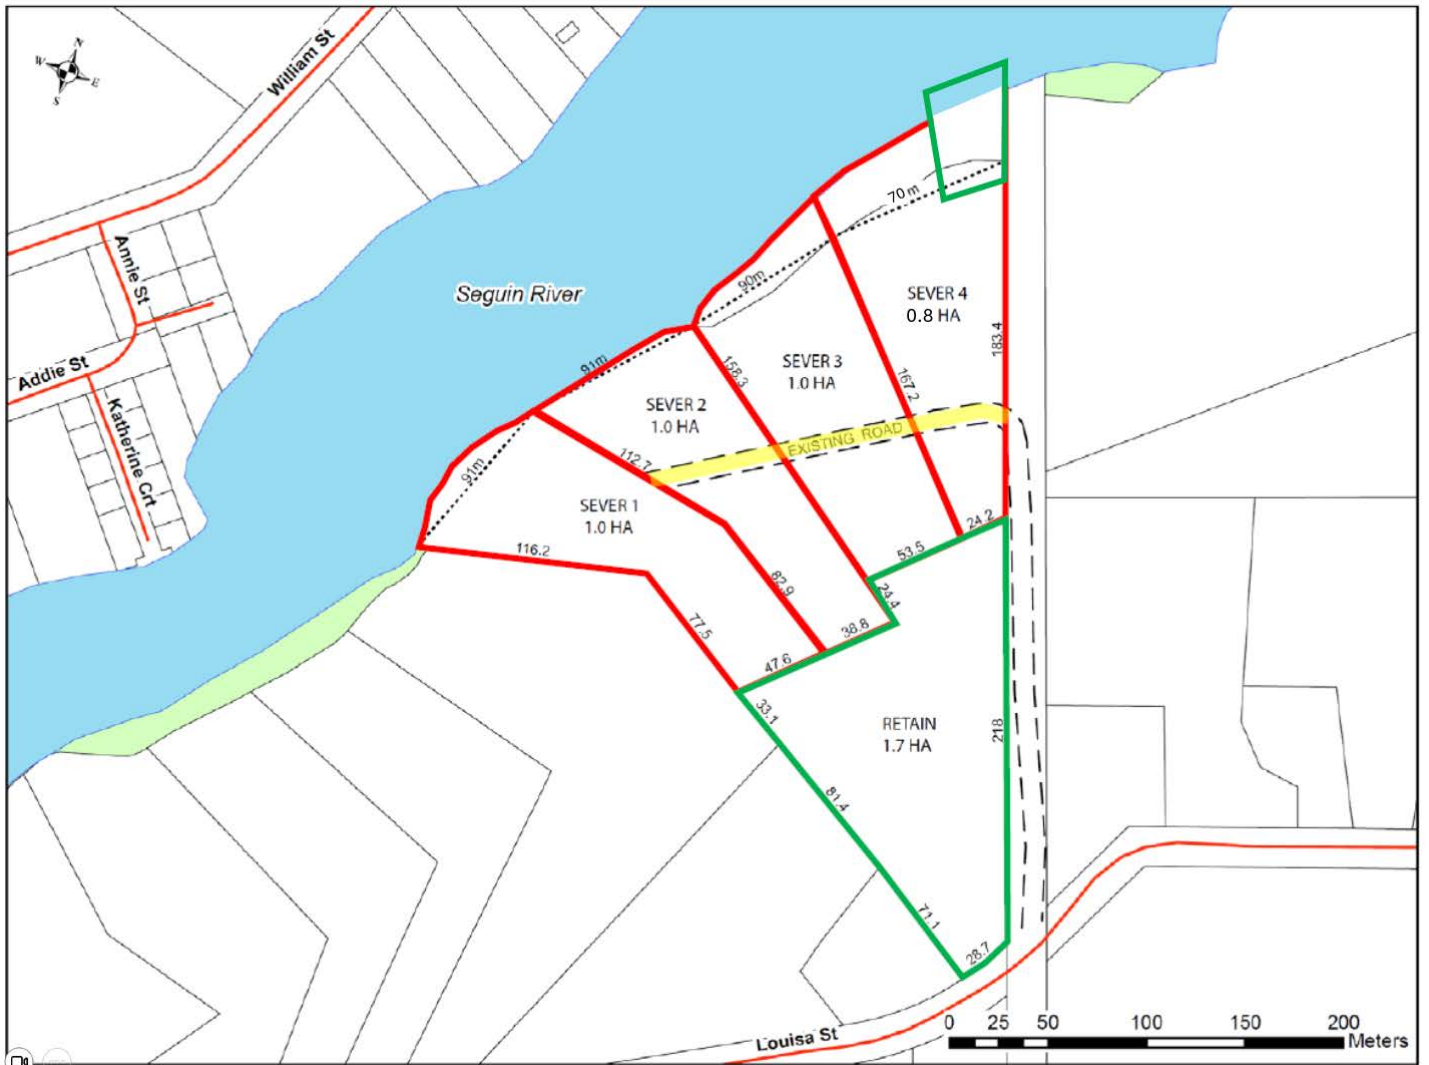 N
W
E
S
William St
Annie St
Addie St
Katherine Crt
Seguin River
70 m
90m
91m
91m
SEVER 4
0.8 HA
183.4
SEVER 3
1.0 HA
158.3
167.2
SEVER 2
1.0 HA
EXISTING ROAD
112.7
SEVER 1
1.0 HA
116.2
24.2
53.5
24.4
82.9
38.8
77.5
47.6
33.1
RETAIN
1.7 HA
218
81.4
71.1
28.7
Louisa St
0 25 50 100 150 200
Meters